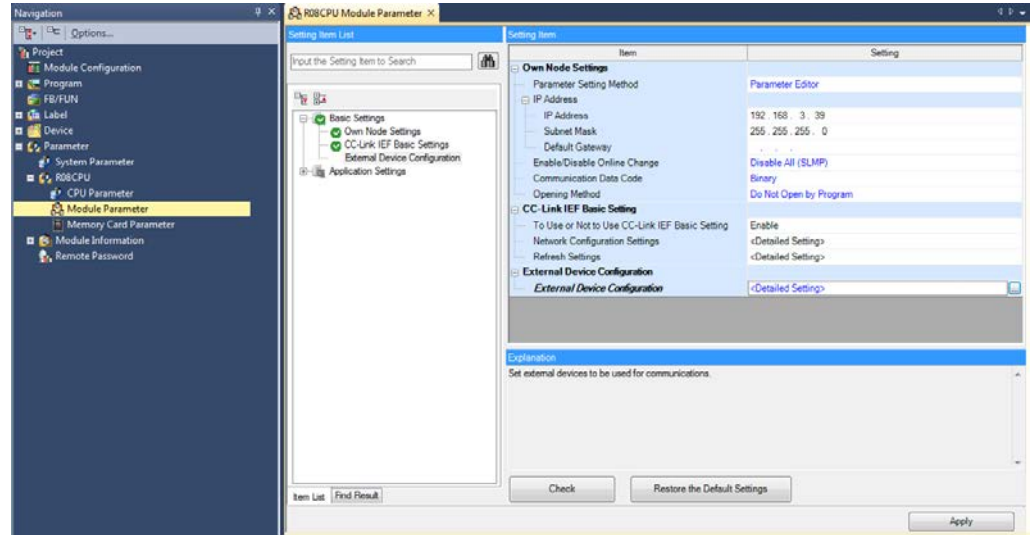 Navigation
Options...
Project
Module Configuration
Program
FB/FUN
Label
Device
Parameter
System Parameter
R08CPU
CPU Parameter
Module Parameter
Memory Card Parameter
Module Information
Remote Password
R08CPU Module Parameter
Setting Item List
Input the Setting Item to Search
Basic Settings
Own Node Settings
CC-Link IEF Basic Settings
External Device Configuration
Application Settings
Item List Find Result
Setting Item
Item Setting
Own Node Settings
Parameter Setting Method Parameter Editor
IP Address
IP Address 192 . 168 . 3 . 39
Subnet Mask 255 . 255 . 255 . 0
Default Gateway . . .
Enable/Disable Online Change Disable All (SLMP)
Communication Data Code Binary
Opening Method Do Not Open by Program
CC-Link IEF Basic Setting
To Use or Not to Use CC-Link IEF Basic Setting Enable
Network Configuration Settings <Detailed Setting>
Refresh Settings <Detailed Setting>
External Device Configuration
External Device Configuration <Detailed Setting> ...
Explanation
Set external devices to be used for communications.
Check Restore the Default Settings
Apply